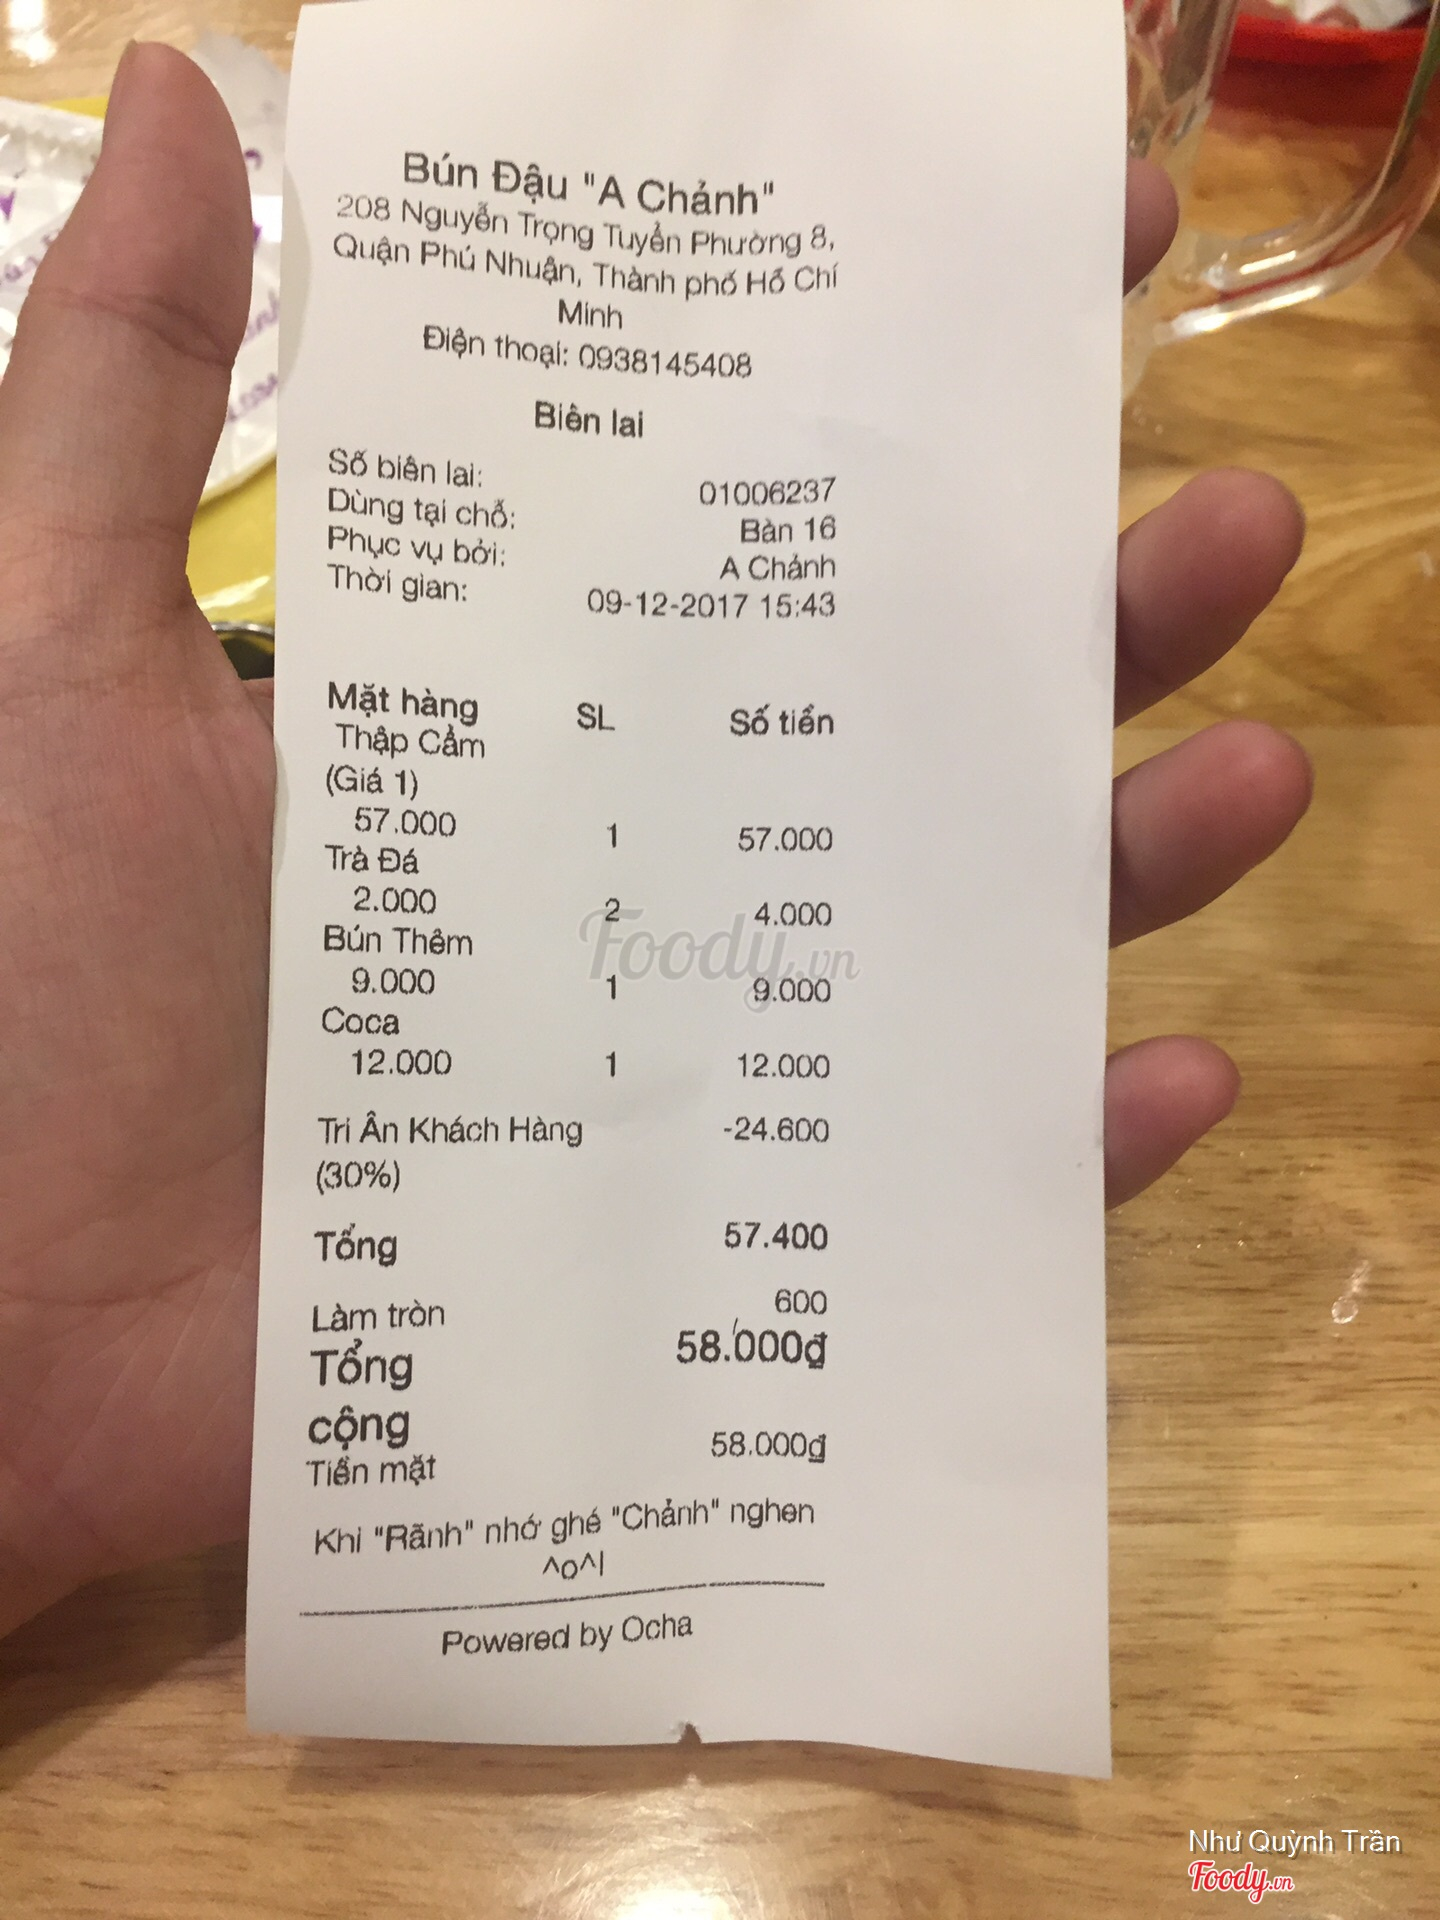 Bún Đậu "A Chảnh"
208 Nguyễn Trọng Tuyển Phường 8,
Quận Phú Nhuận, Thành phố Hồ Chí
Minh
Điện thoại: 0938145408
Biên lai
Số biên lai: 01006237
Dùng tại chỗ: Bàn 16
Phục vụ bởi: A Chảnh
Thời gian: 09-12-2017 15:43
Mặt hàng SL Số tiền
Thập Cẩm
(Giá 1)
57.000 1 57.000
Trà Đá
2.000 2 4.000
Bún Thêm
9.000 1 9.000
Coca
12.000 1 12.000
Tri Ân Khách Hàng -24.600
(30%)
Tổng 57.400
Làm tròn 600
Tổng 58.000₫
cộng
Tiền mặt 58.000₫
Khi "Rãnh" nhớ ghé "Chảnh" nghen
^o^!
Powered by Ocha
Foody.vn
Như Quỳnh Trần
Foody.vn